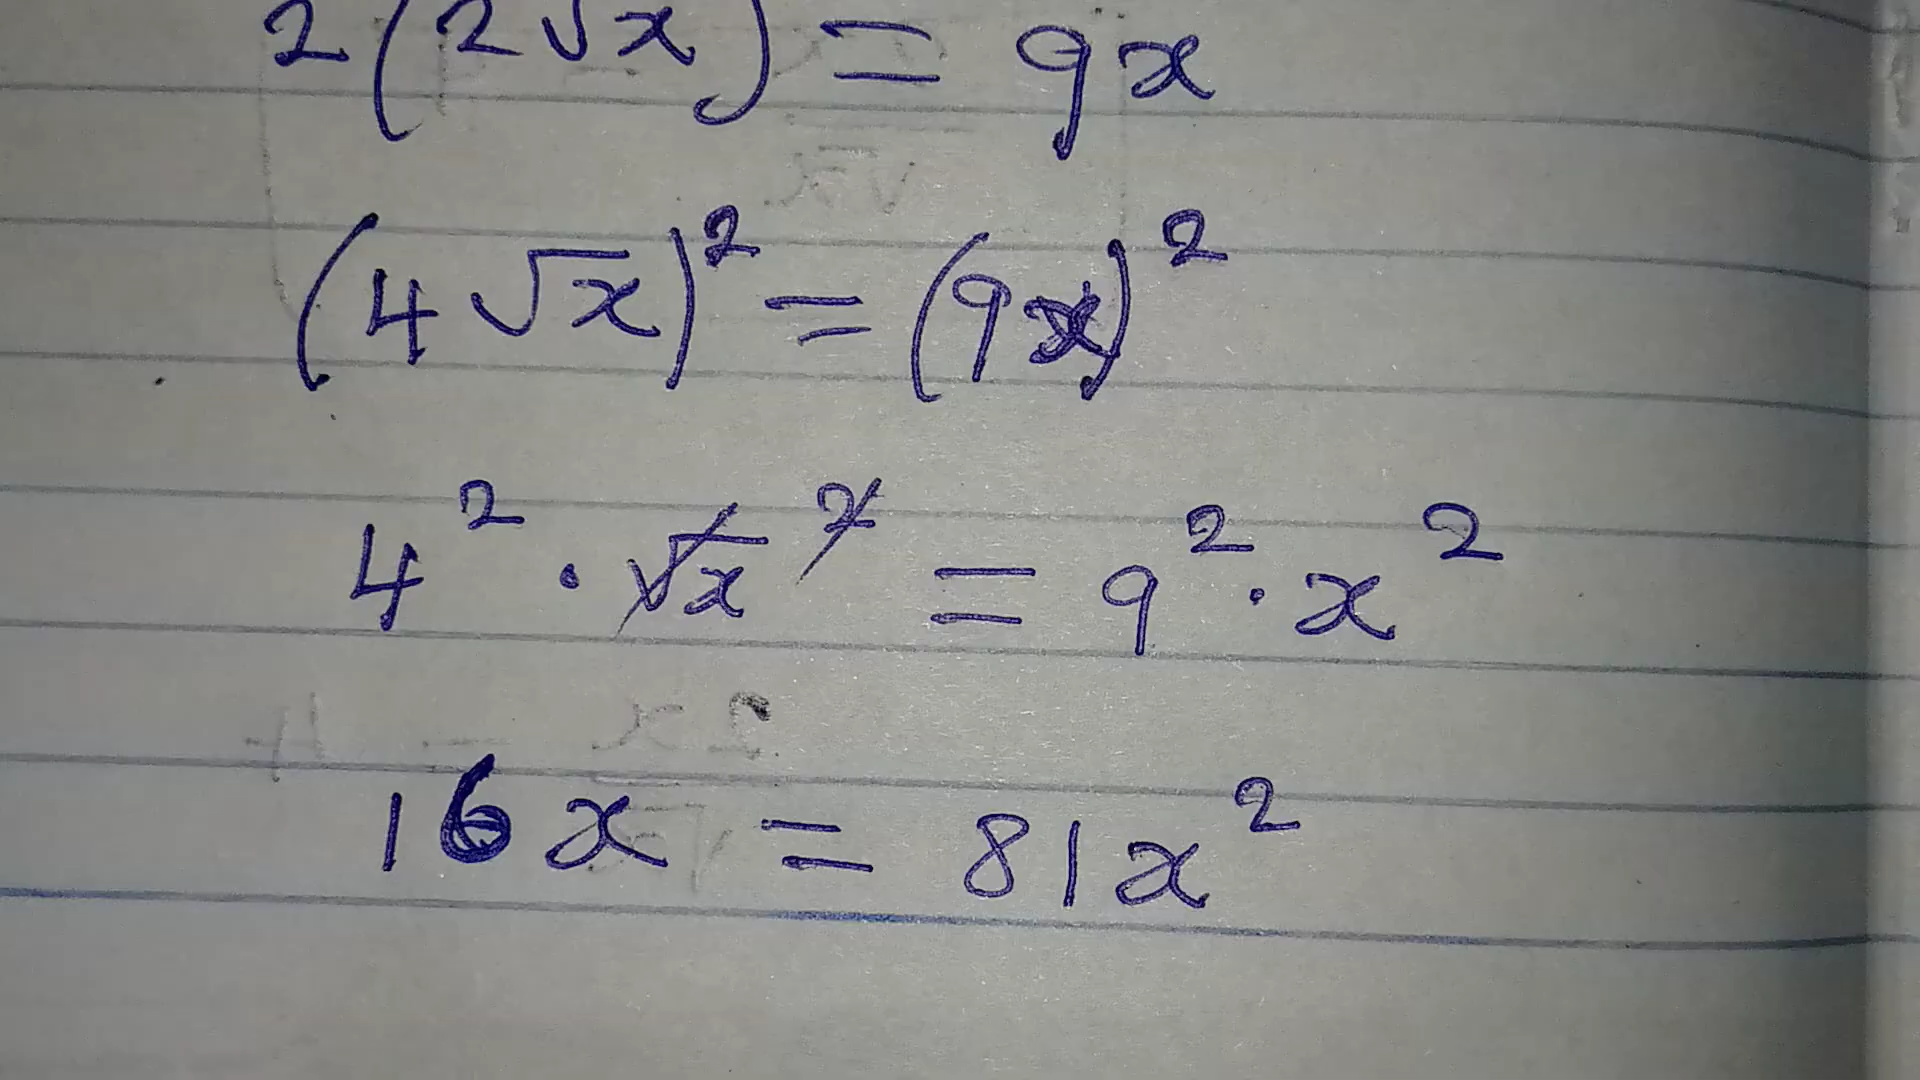 2(2√x) = 9x
(4√x)² = (9x)²
4² · √x² = 9² · x²
16x = 81x²